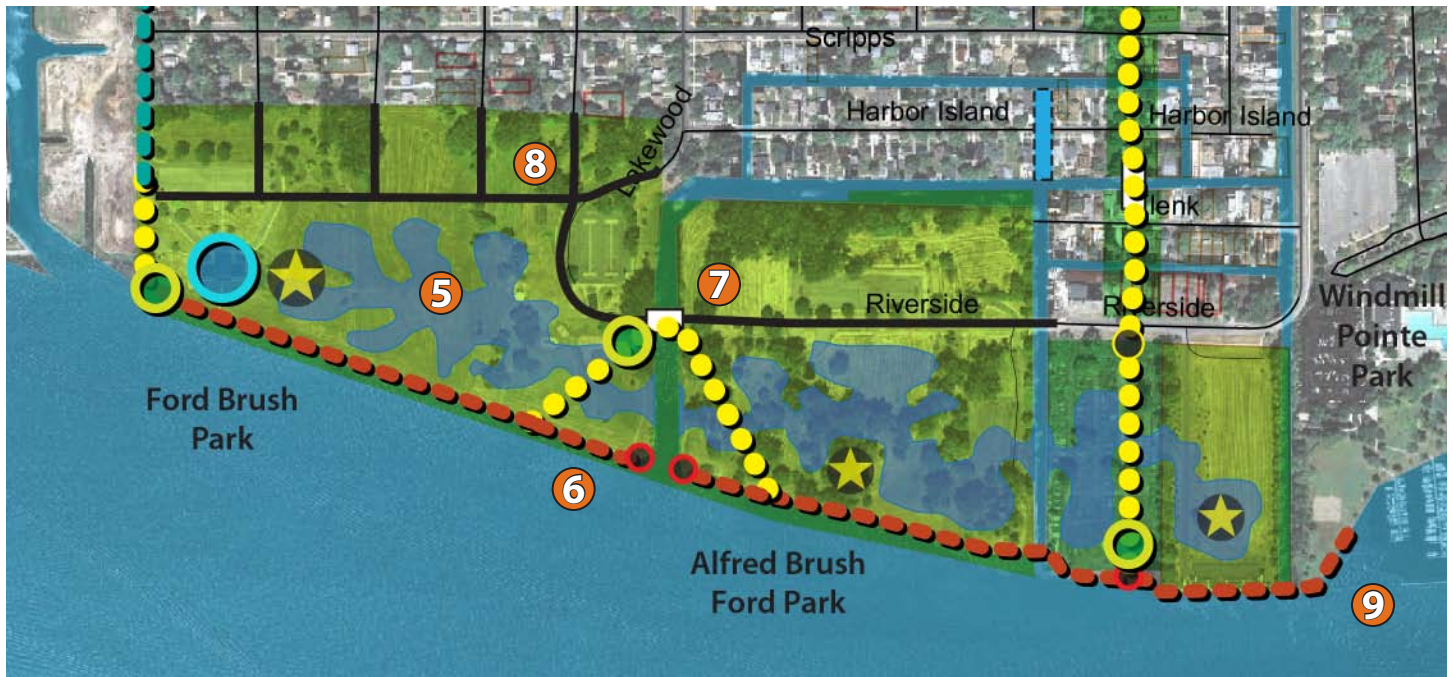 Scripps
Harbor Island
Harbor Island
Lakewood
8
lenk
5
7
Riverside
Riverside
Windmill
Pointe
Park
Ford Brush
Park
6
Alfred Brush
Ford Park
9